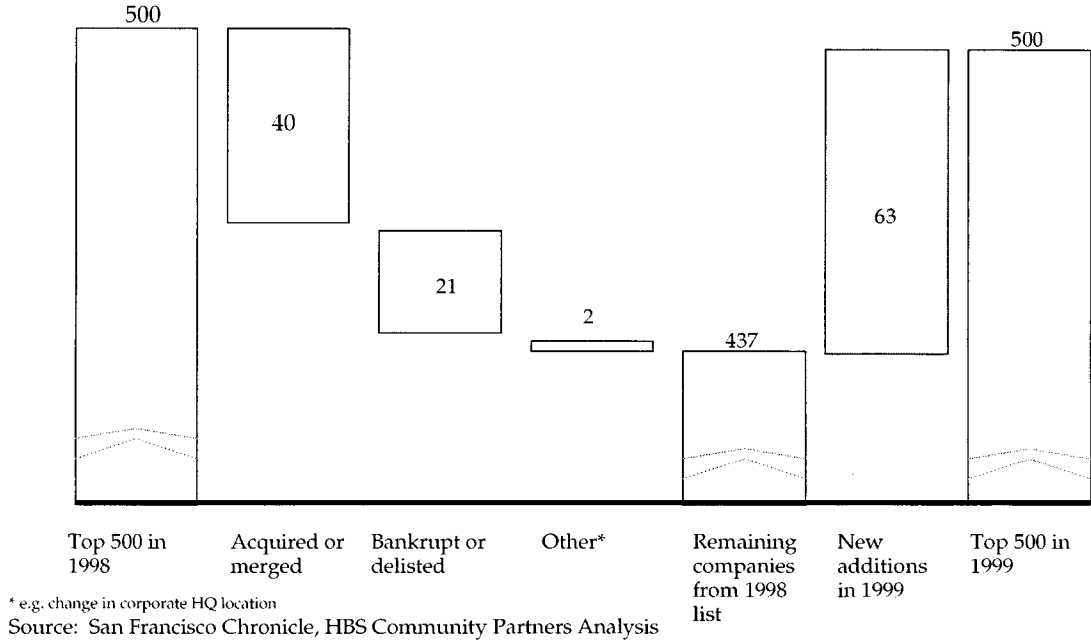 500
40
21
2
437
63
500
Top 500 in
1998
Acquired or
merged
Bankrupt or
delisted
Other*
Remaining
companies
from 1998
list
New
additions
in 1999
Top 500 in
1999
* e.g. change in corporate HQ location
Source: San Francisco Chronicle, HBS Community Partners Analysis